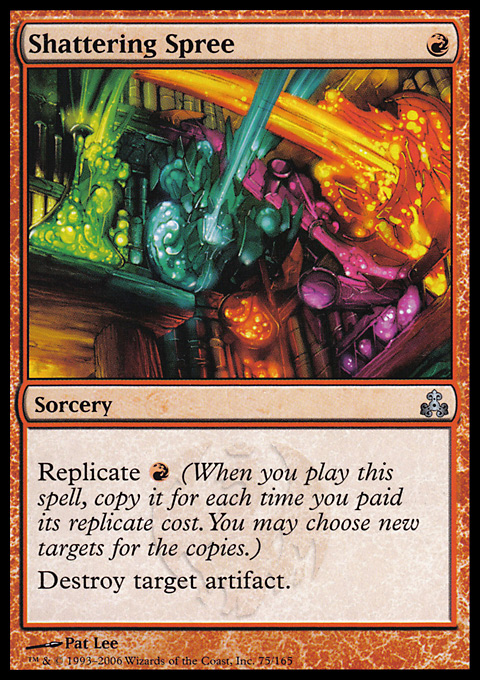 Shattering Spree
Sorcery
Replicate (When you play this
spell, copy it for each time you paid
its replicate cost. You may choose new
targets for the copies.)
Destroy target artifact.
Pat Lee
™ & © 1993–2006 Wizards of the Coast, Inc. 75/165